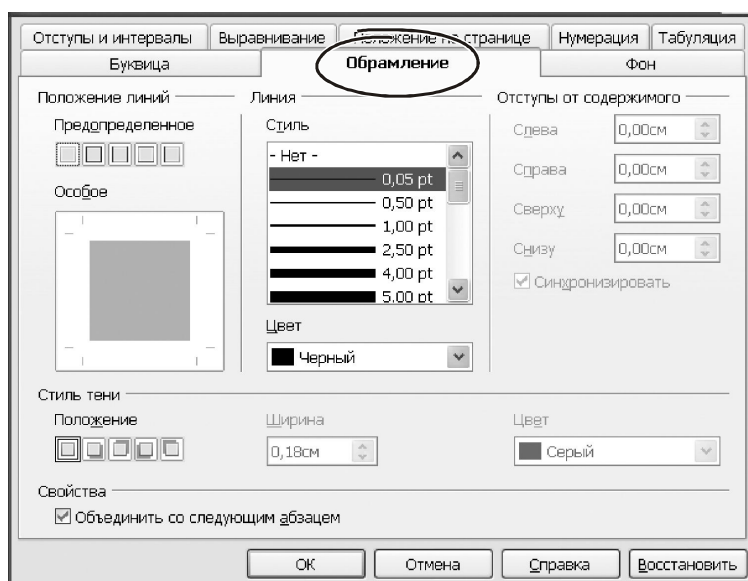 Отступы и интервалы Выравнивание Положение на странице Нумерация Табуляция
Буквица Обрамление Фон
Положение линий Линия Отступы от содержимого
Предопределенное Стиль Слева 0,00см
- Нет -
0,05 pt Справа 0,00см
Особое 0,50 pt
1,00 pt Сверху 0,00см
2,50 pt Снизу 0,00см
4,00 pt Синхронизировать
5,00 pt
Цвет
Черный
Стиль тени
Положение Ширина Цвет
0,18см Серый
Свойства
Объединить со следующим абзацем
ОК Отмена Справка Восстановить